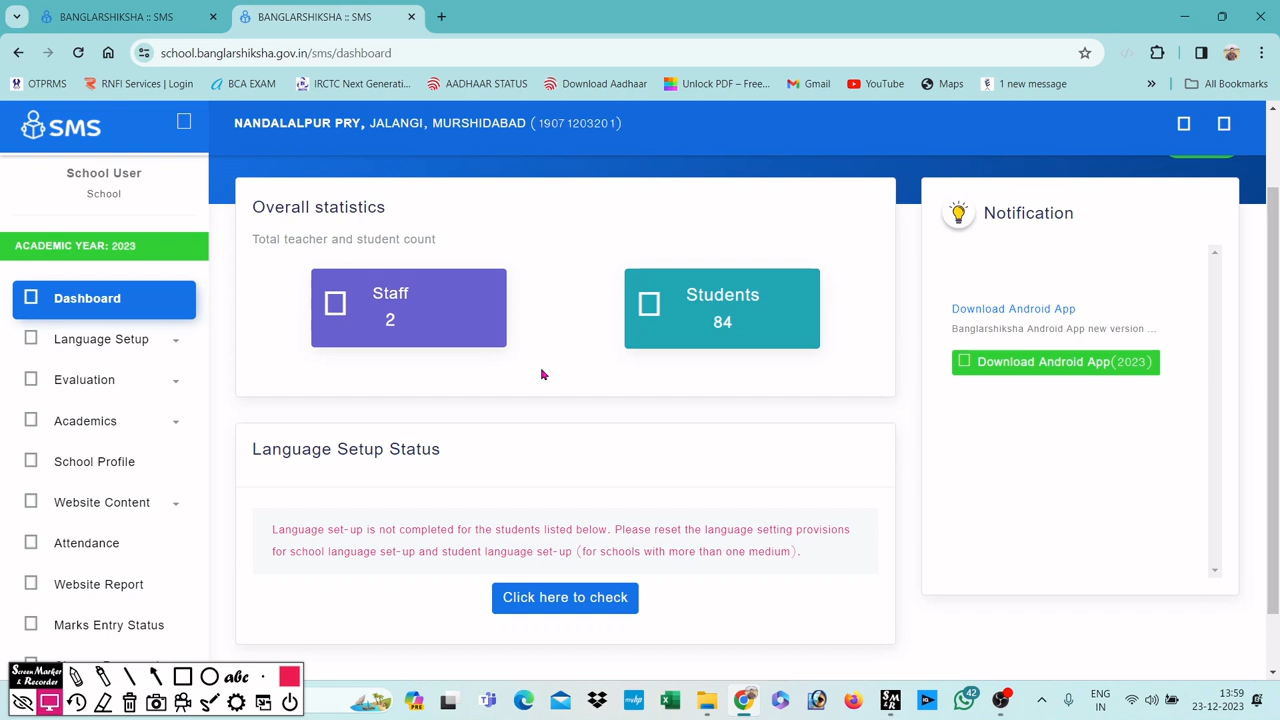 BANGLARSHIKSHA :: SMS
BANGLARSHIKSHA :: SMS
school.banglarshiksha.gov.in/sms/dashboard
OTPRMS
RNFI Services | Login
BCA EXAM
IRCTC Next Generati...
AADHAAR STATUS
Download Aadhaar
Unlock PDF – Free...
Gmail
YouTube
Maps
1 new message
All Bookmarks
SMS
NANDALALPUR PRY, JALANGI, MURSHIDABAD (19071203201)
School User
School
ACADEMIC YEAR: 2023
Dashboard
Language Setup
Evaluation
Academics
School Profile
Website Content
Attendance
Website Report
Marks Entry Status
Overall statistics
Total teacher and student count
Staff
2
Students
84
Language Setup Status
Language set-up is not completed for the students listed below. Please reset the language setting provisions
for school language set-up and student language set-up (for schools with more than one medium).
Click here to check
Notification
Download Android App
Banglarshiksha Android App new version ...
Download Android App(2023)
Screen Marker
& Recorder
abc
PRE
42
ENG
IN
13:59
23-12-2023